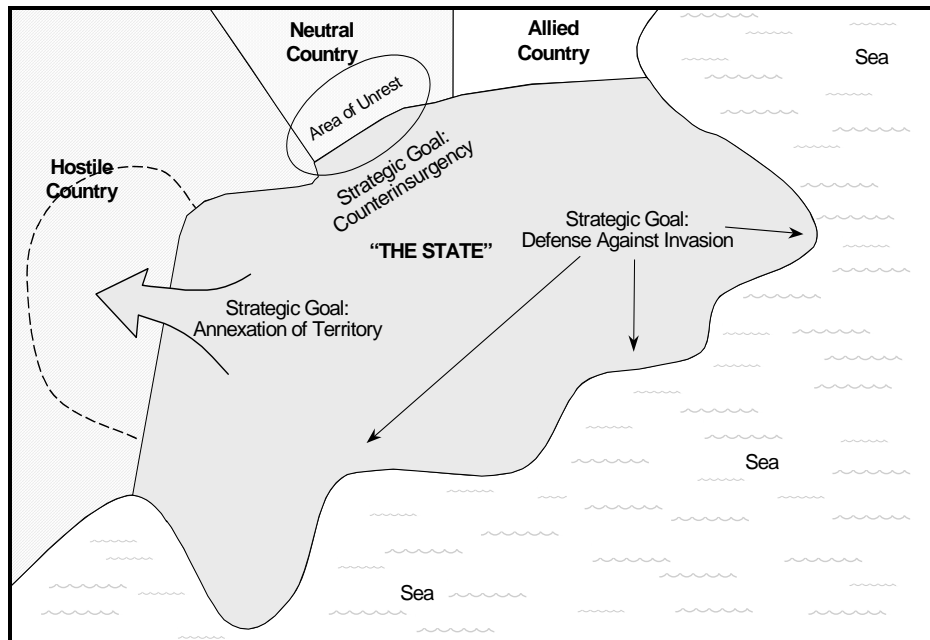 Neutral
Country
Allied
Country
Sea
Area of Unrest
Hostile
Country
Strategic Goal:
Counterinsurgency
Strategic Goal:
Defense Against Invasion
“THE STATE”
Strategic Goal:
Annexation of Territory
Sea
Sea